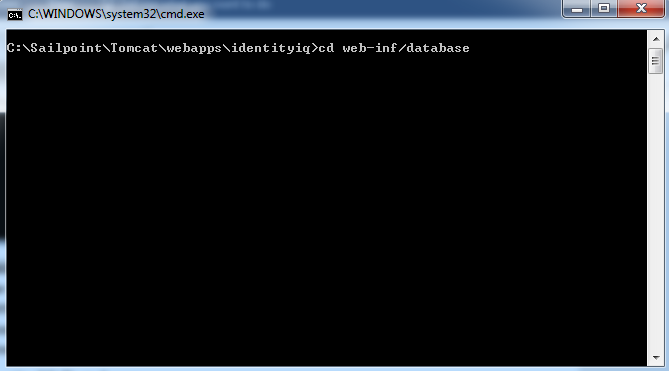 C:\WINDOWS\system32\cmd.exe
C:\Sailpoint\Tomcat\webapps\identityiq>cd web-inf/database